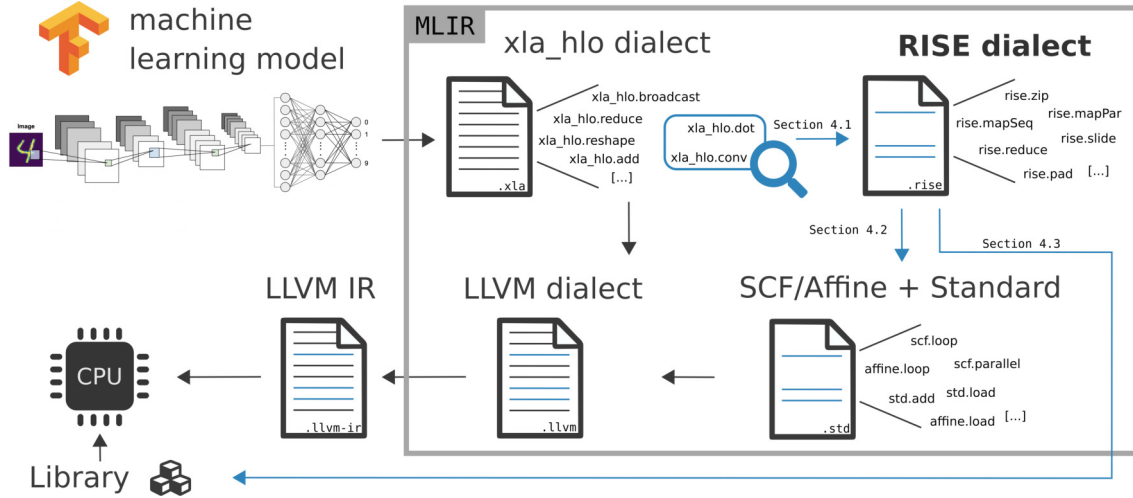 machine
learning model
Image
0
1
9
MLIR
xla_hlo dialect
.xla
xla_hlo.broadcast
xla_hlo.reduce
xla_hlo.reshape
xla_hlo.add
[...]
xla_hlo.dot
xla_hlo.conv
Section 4.1
RISE dialect
.rise
rise.zip
rise.mapSeq
rise.mapPar
rise.slide
rise.reduce
rise.pad
[...]
Section 4.2
Section 4.3
LLVM IR
.llvm-ir
LLVM dialect
.llvm
SCF/Affine + Standard
.std
scf.loop
affine.loop
scf.parallel
std.add
std.load
affine.load
[...]
CPU
Library